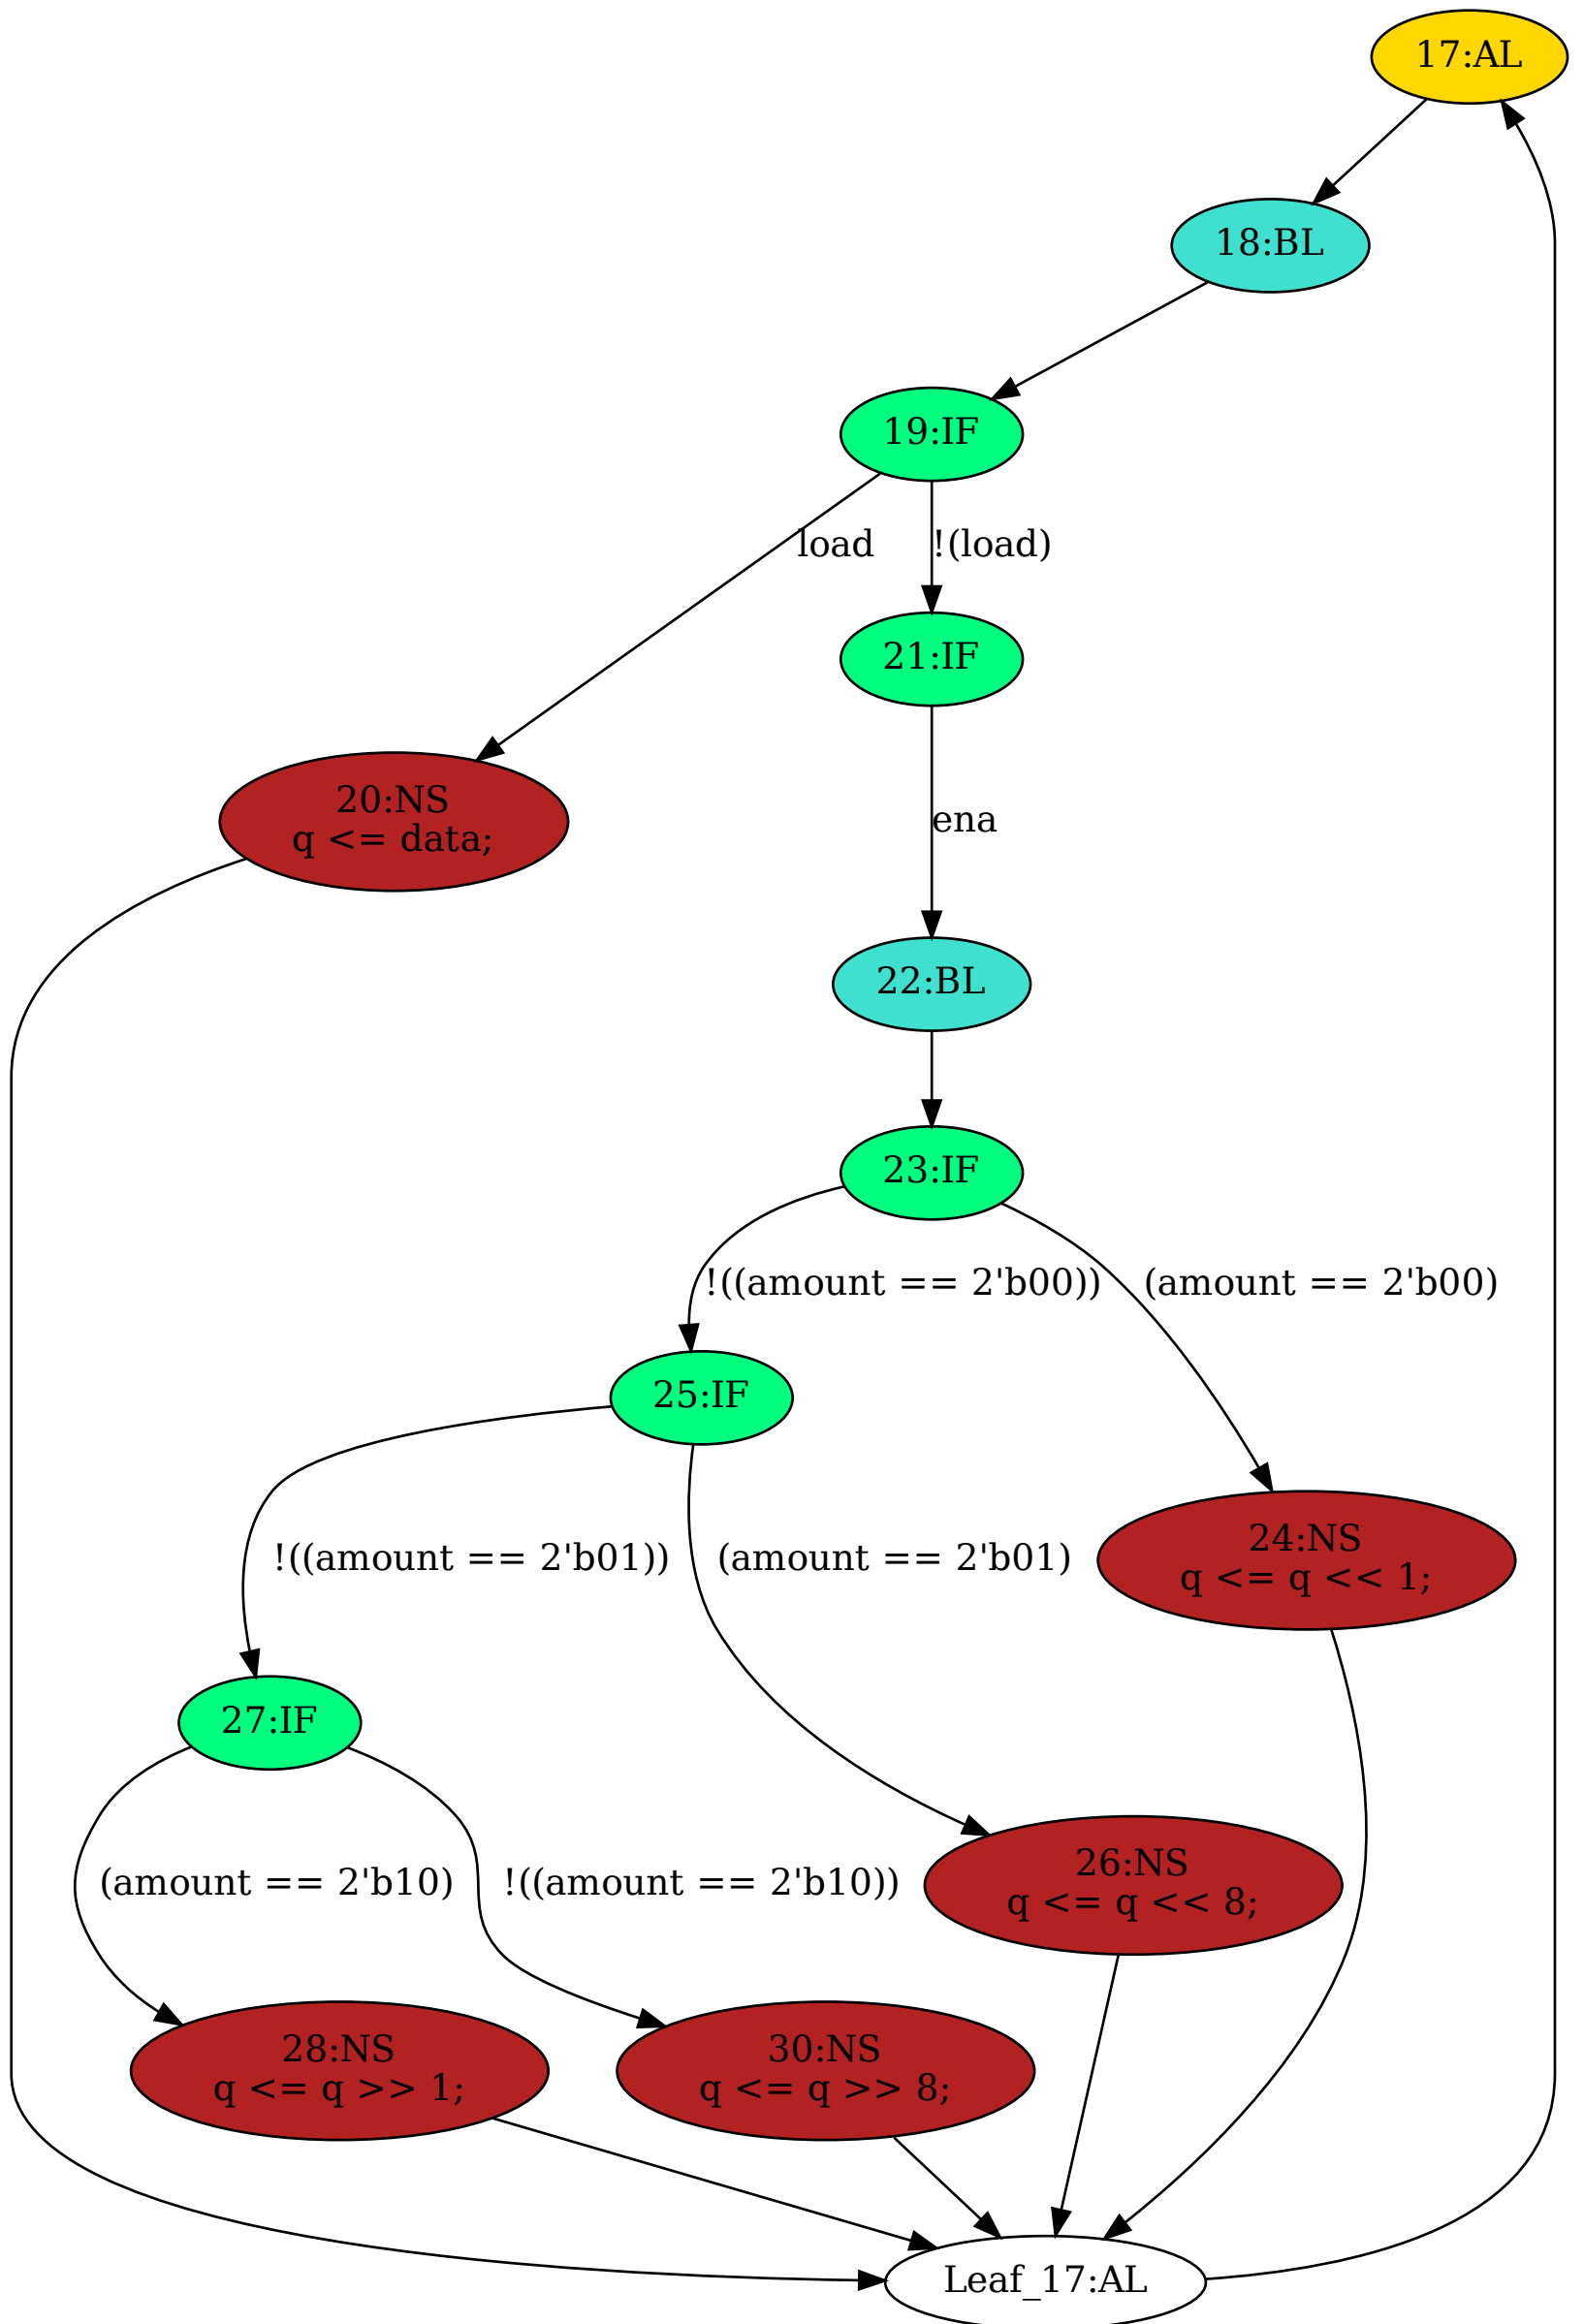 17:AL
18:BL
19:IF
load
!(load)
21:IF
20:NS
q <= data;
ena
22:BL
23:IF
!((amount == 2'b00))
(amount == 2'b00)
25:IF
24:NS
q <= q << 1;
!((amount == 2'b01))
(amount == 2'b01)
27:IF
26:NS
q <= q << 8;
(amount == 2'b10)
!((amount == 2'b10))
28:NS
q <= q >> 1;
30:NS
q <= q >> 8;
Leaf_17:AL